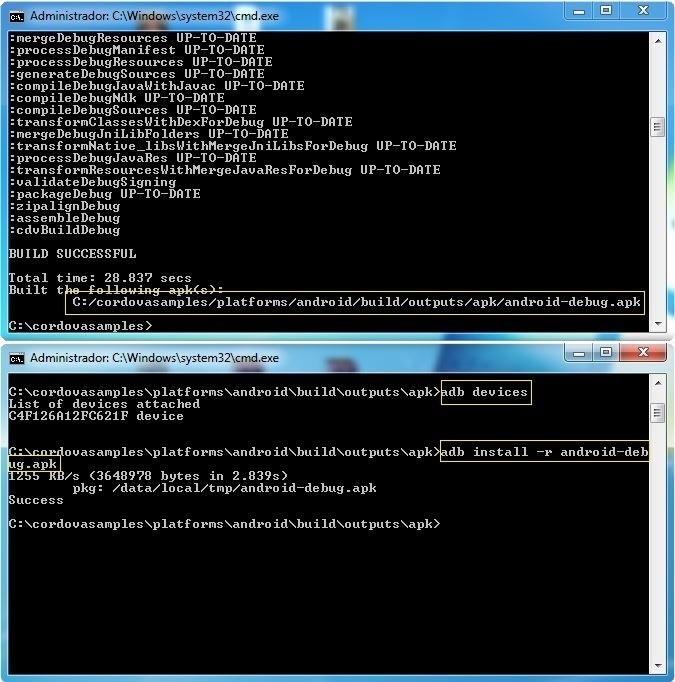 Administrador: C:\Windows\system32\cmd.exe
:mergeDebugResources UP-TO-DATE
:processDebugManifest UP-TO-DATE
:processDebugResources UP-TO-DATE
:generateDebugSources UP-TO-DATE
:compileDebugJavaWithJavac UP-TO-DATE
:compileDebugNdk UP-TO-DATE
:compileDebugSources UP-TO-DATE
:transformClassesWithDexForDebug UP-TO-DATE
:mergeDebugJniLibFolders UP-TO-DATE
:transformNative_libsWithMergeJniLibsForDebug UP-TO-DATE
:processDebugJavaRes UP-TO-DATE
:transformResourcesWithMergeJavaResForDebug UP-TO-DATE
:validateDebugSigning
:packageDebug UP-TO-DATE
:zipalignDebug
:assembleDebug
:cdvBuildDebug
BUILD SUCCESSFUL
Total time: 28.837 secs
Built the following apk(s):
C:/cordovasamples/platforms/android/build/outputs/apk/android-debug.apk
C:\cordovasamples>
Administrador: C:\Windows\system32\cmd.exe
C:\cordovasamples\platforms\android\build\outputs\apk>adb devices
List of devices attached
C4F126A12FC621F device
C:\cordovasamples\platforms\android\build\outputs\apk>adb install -r android-deb
ug.apk
1255 KB/s (3648978 bytes in 2.839s)
pkg: /data/local/tmp/android-debug.apk
Success
C:\cordovasamples\platforms\android\build\outputs\apk>